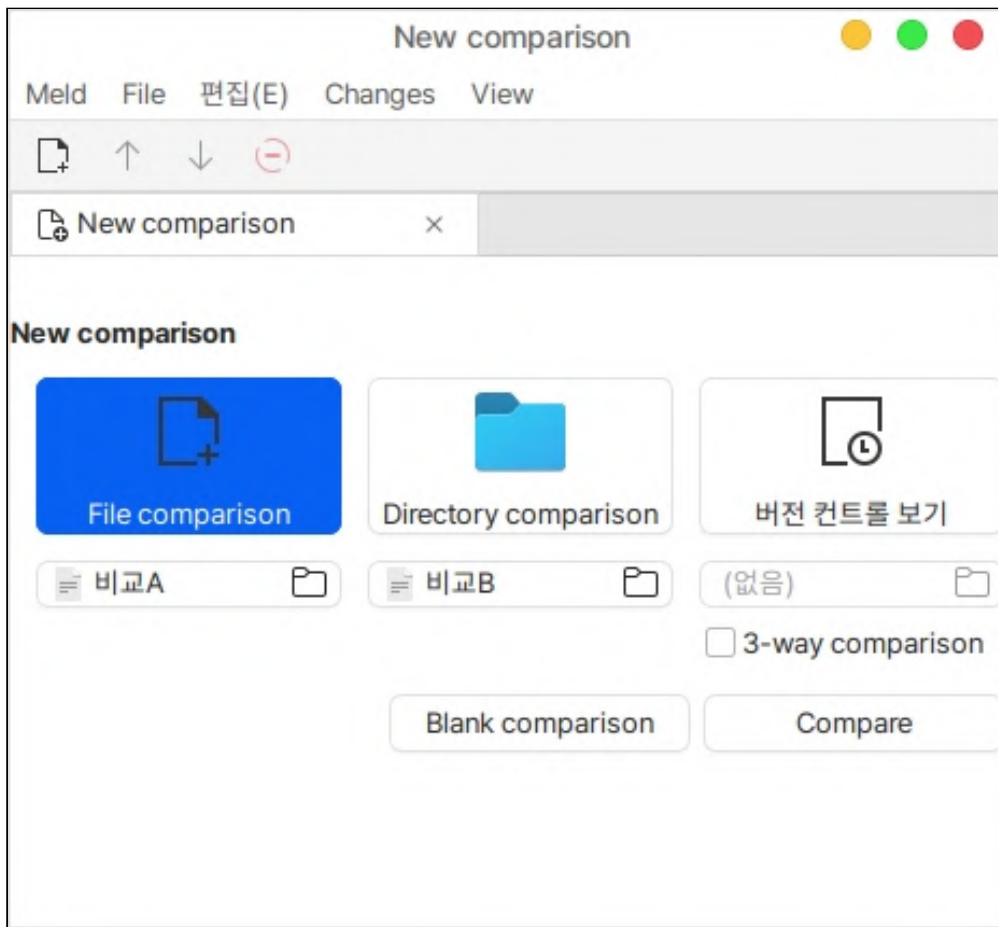 New comparison
Meld File 편집(E) Changes View
New comparison ×
New comparison
File comparison Directory comparison 버전 컨트롤 보기
비교A 비교B (없음)
3-way comparison
Blank comparison Compare